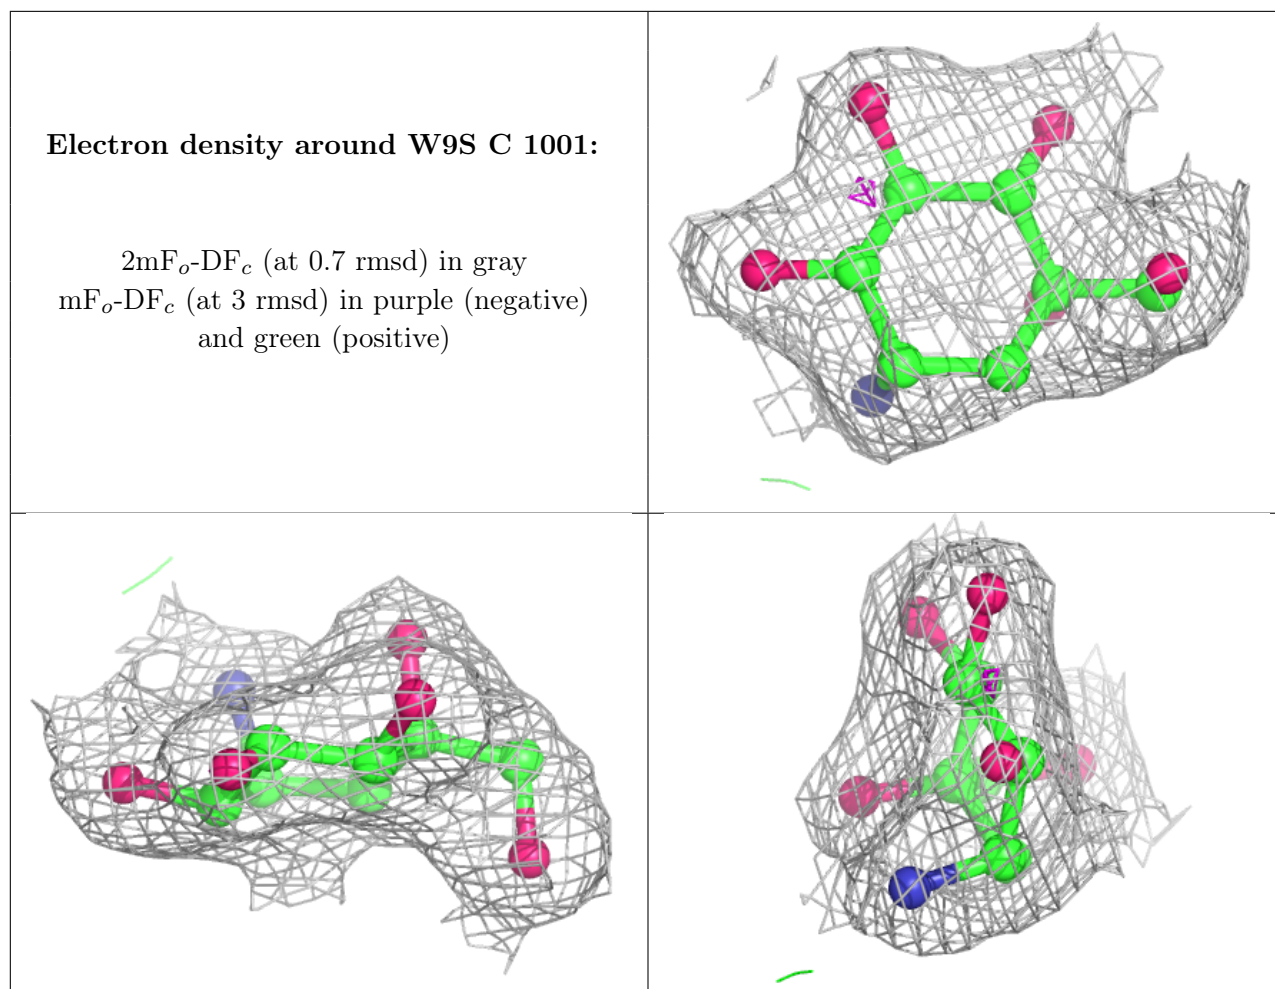 Electron density around W9S C 1001:
2mFo-DFc (at 0.7 rmsd) in gray
mFo-DFc (at 3 rmsd) in purple (negative)
and green (positive)